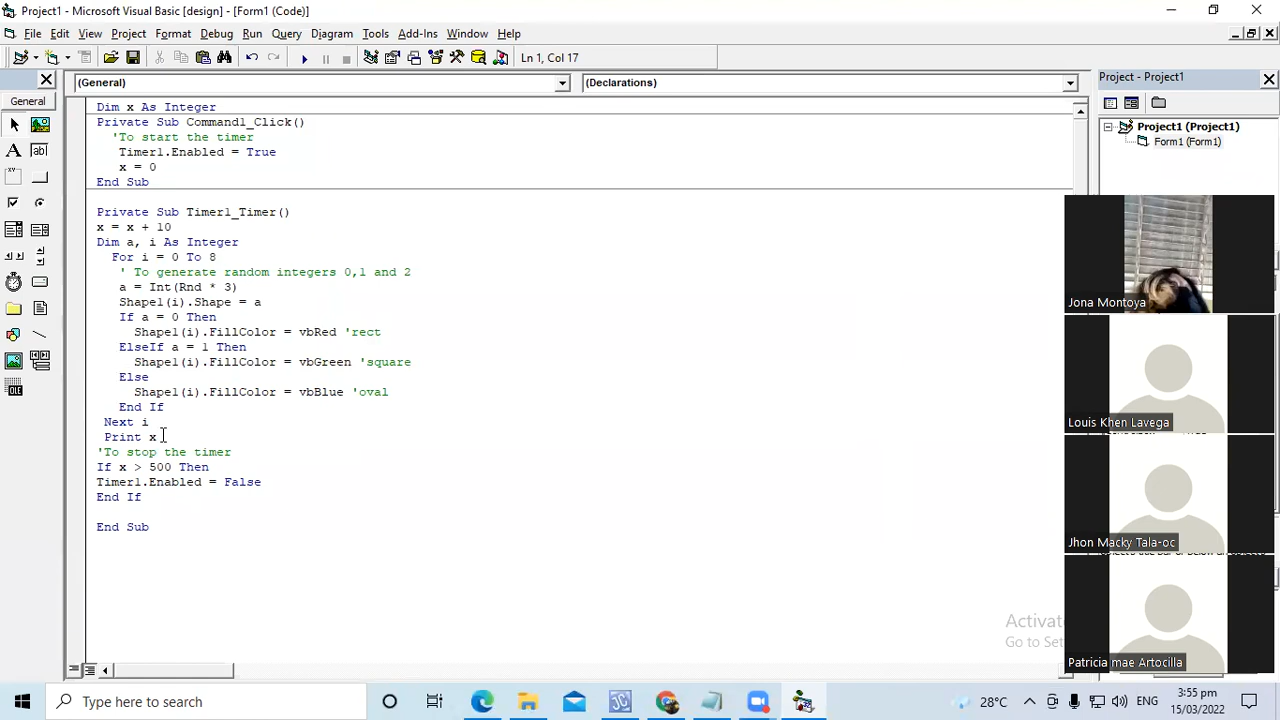 Project1 - Microsoft Visual Basic [design] - [Form1 (Code)]
File Edit View Project Format Debug Run Query Diagram Tools Add-Ins Window Help
Ln 1, Col 17
(General) (Declarations)
Project - Project1
General
Project1 (Project1)
Form1 (Form1)
Dim x As Integer
Private Sub Command1_Click()
'To start the timer
Timer1.Enabled = True
x = 0
End Sub
Private Sub Timer1_Timer()
x = x + 10
Dim a, i As Integer
For i = 0 To 8
' To generate random integers 0,1 and 2
a = Int(Rnd * 3)
Shape1(i).Shape = a
If a = 0 Then
Shape1(i).FillColor = vbRed 'rect
ElseIf a = 1 Then
Shape1(i).FillColor = vbGreen 'square
Else
Shape1(i).FillColor = vbBlue 'oval
End If
Next i
Print x
'To stop the timer
If x > 500 Then
Timer1.Enabled = False
End If
End Sub
Jona Montoya
Louis Khen Lavega
Jhon Macky Tala-oc
Patricia mae Artocilla
Activat
Go to Set
Type here to search
28°C
ENG
3:55 pm
15/03/2022
ab
XY
OLE
JC